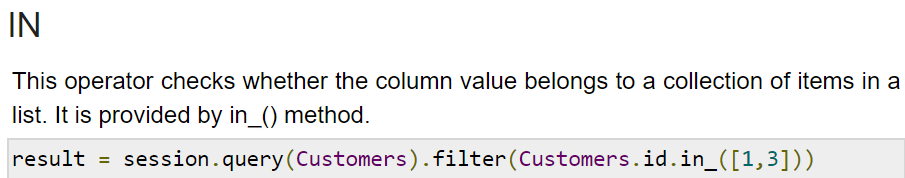 IN
This operator checks whether the column value belongs to a collection of items in a
list. It is provided by in_() method.
result = session.query(Customers).filter(Customers.id.in_([1,3]))